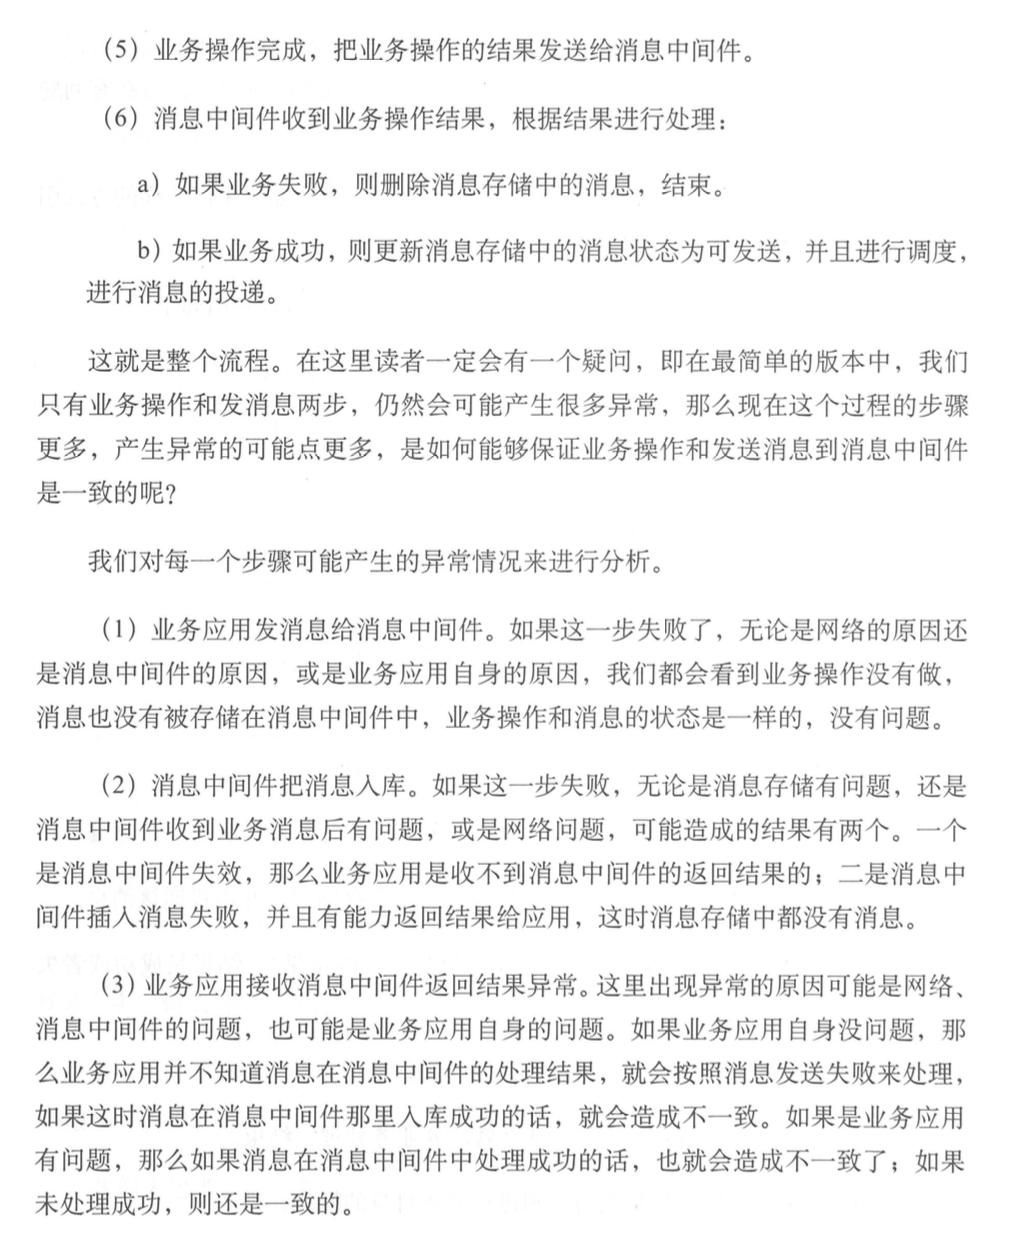 （5）业务操作完成，把业务操作的结果发送给消息中间件。
（6）消息中间件收到业务操作结果，根据结果进行处理：
a）如果业务失败，则删除消息存储中的消息，结束。
b）如果业务成功，则更新消息存储中的消息状态为可发送，并且进行调度，
进行消息的投递。
这就是整个流程。在这里读者一定会有一个疑问，即在最简单的版本中，我们
只有业务操作和发消息两步，仍然会可能产生很多异常，那么现在这个过程的步骤
更多，产生异常的可能点更多，是如何能够保证业务操作和发送消息到消息中间件
是一致的呢？
我们对每一个步骤可能产生的异常情况来进行分析。
（1）业务应用发消息给消息中间件。如果这一步失败了，无论是网络的原因还
是消息中间件的原因，或是业务应用自身的原因，我们都会看到业务操作没有做，
消息也没有被存储在消息中间件中，业务操作和消息的状态是一样的，没有问题。
（2）消息中间件把消息入库。如果这一步失败，无论是消息存储有问题，还是
消息中间件收到业务消息后有问题，或是网络问题，可能造成的结果有两个。一个
是消息中间件失效，那么业务应用是收不到消息中间件的返回结果的；二是消息中
间件插入消息失败，并且有能力返回结果给应用，这时消息存储中都没有消息。
（3）业务应用接收消息中间件返回结果异常。这里出现异常的原因可能是网络、
消息中间件的问题，也可能是业务应用自身的问题。如果业务应用自身没问题，那
么业务应用并不知道消息在消息中间件的处理结果，就会按照消息发送失败来处理，
如果这时消息在消息中间件那里入库成功的话，就会造成不一致。如果是业务应用
有问题，那么如果消息在消息中间件中处理成功的话，也就会造成不一致了；如果
未处理成功，则还是一致的。